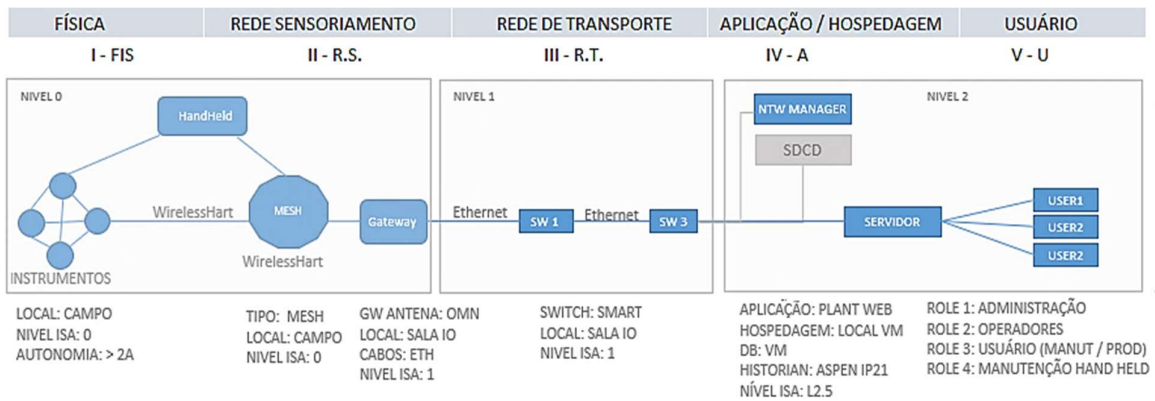 FÍSICA
REDE SENSORIAMENTO
REDE DE TRANSPORTE
APLICAÇÃO / HOSPEDAGEM
USUÁRIO
I - FIS
II - R.S.
III - R.T.
IV - A
V - U
NIVEL 0
NIVEL 1
NIVEL 2
HandHeld
NTW MANAGER
SDCD
WirelessHart
MESH
WirelessHart
Gateway
Ethernet
SW 1
Ethernet
SW 3
SERVIDOR
USER1
USER2
USER2
INSTRUMENTOS
LOCAL: CAMPO
NIVEL ISA: 0
AUTONOMIA: > 2A
TIPO: MESH
LOCAL: CAMPO
NIVEL ISA: 0
GW ANTENA: OMN
LOCAL: SALA IO
CABOS: ETH
NIVEL ISA: 1
SWITCH: SMART
LOCAL: SALA IO
NIVEL ISA: 1
APLICAÇÃO: PLANT WEB
HOSPEDAGEM: LOCAL VM
DB: VM
HISTORIAN: ASPEN IP21
NÍVEL ISA: L2.5
ROLE 1: ADMINISTRAÇÃO
ROLE 2: OPERADORES
ROLE 3: USUÁRIO (MANUT / PROD)
ROLE 4: MANUTENÇÃO HAND HELD